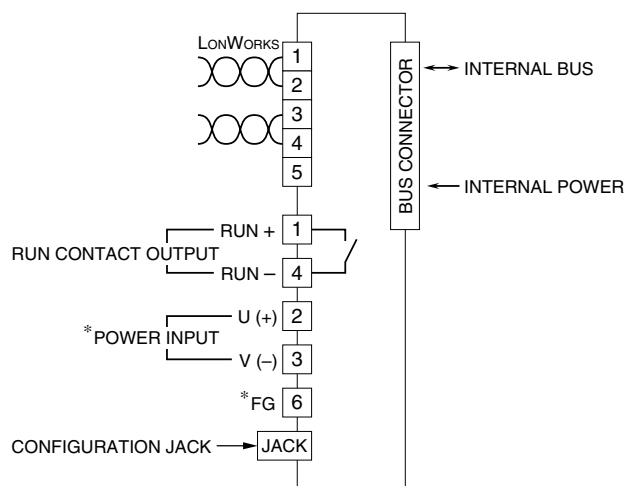 LONWORKS
1
2
3
4
5
BUS CONNECTOR
INTERNAL BUS
INTERNAL POWER
RUN CONTACT OUTPUT
RUN + 1
RUN – 4
*POWER INPUT
U (+) 2
V (–) 3
*FG 6
CONFIGURATION JACK JACK